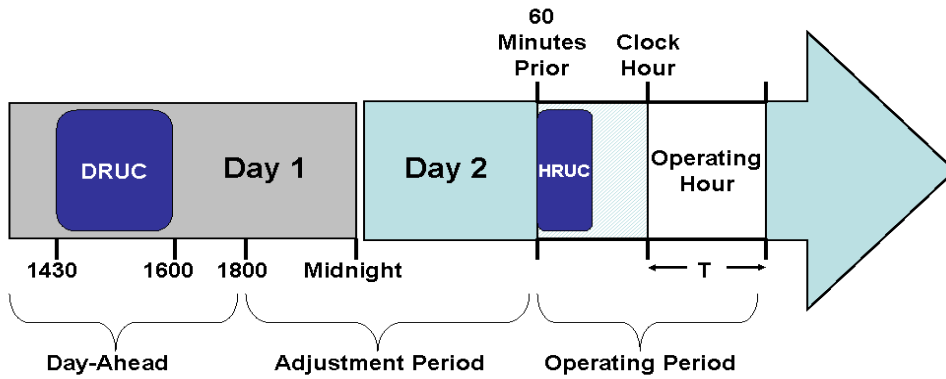 60
Minutes
Prior
Clock
Hour
DRUC
Day 1
Day 2
HRUC
Operating
Hour
1430
1600
1800
Midnight
T
Day-Ahead
Adjustment Period
Operating Period